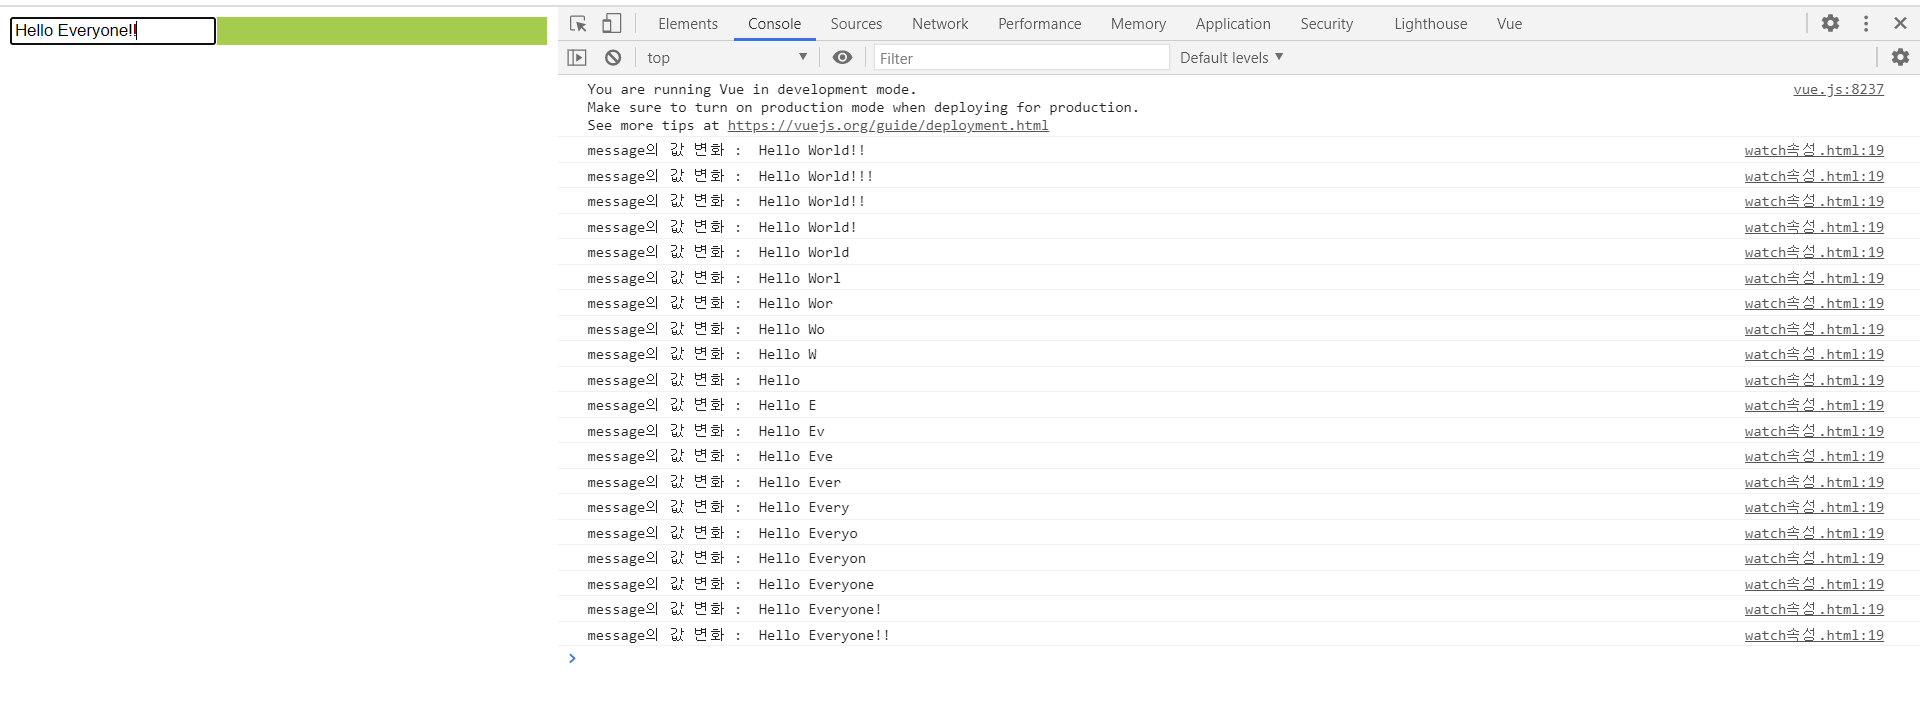 Hello Everyone!!
Elements Console Sources Network Performance Memory Application Security Lighthouse Vue
top Filter Default levels
You are running Vue in development mode. vue.js:8237
Make sure to turn on production mode when deploying for production.
See more tips at https://vuejs.org/guide/deployment.html
message의 값 변화 : Hello World!! watch속성.html:19
message의 값 변화 : Hello World!!! watch속성.html:19
message의 값 변화 : Hello World!! watch속성.html:19
message의 값 변화 : Hello World! watch속성.html:19
message의 값 변화 : Hello World watch속성.html:19
message의 값 변화 : Hello Worl watch속성.html:19
message의 값 변화 : Hello Wor watch속성.html:19
message의 값 변화 : Hello Wo watch속성.html:19
message의 값 변화 : Hello W watch속성.html:19
message의 값 변화 : Hello watch속성.html:19
message의 값 변화 : Hello E watch속성.html:19
message의 값 변화 : Hello Ev watch속성.html:19
message의 값 변화 : Hello Eve watch속성.html:19
message의 값 변화 : Hello Ever watch속성.html:19
message의 값 변화 : Hello Every watch속성.html:19
message의 값 변화 : Hello Everyo watch속성.html:19
message의 값 변화 : Hello Everyon watch속성.html:19
message의 값 변화 : Hello Everyone watch속성.html:19
message의 값 변화 : Hello Everyone! watch속성.html:19
message의 값 변화 : Hello Everyone!! watch속성.html:19